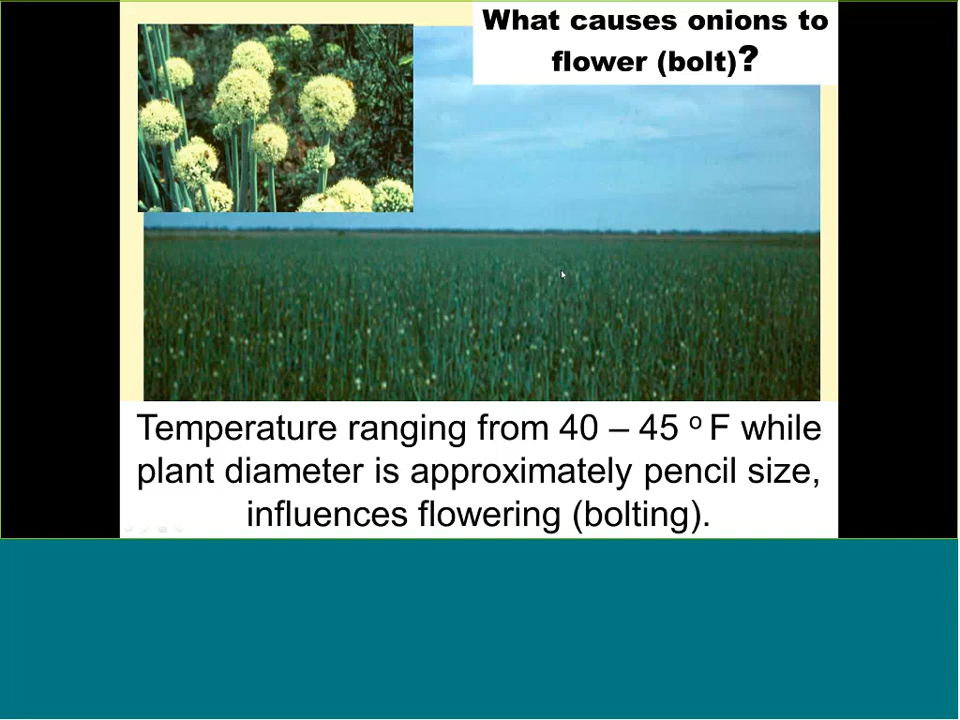 What causes onions to
flower (bolt)?
Temperature ranging from 40 – 45 º F while
plant diameter is approximately pencil size,
influences flowering (bolting).